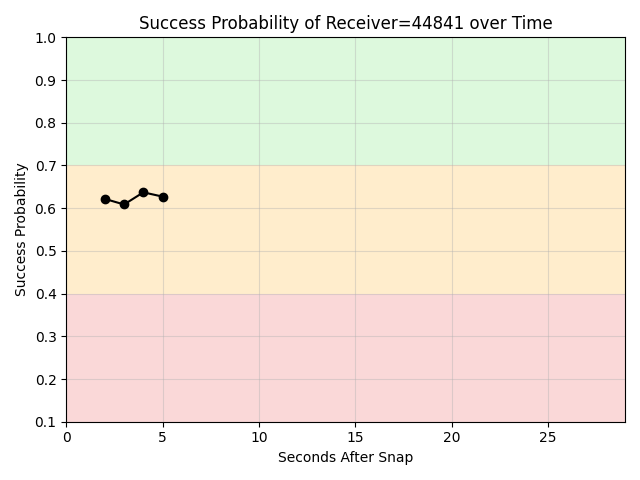 Success Probability of Receiver=44841 over Time
1.0
0.9
0.8
0.7
0.6
0.5
0.4
0.3
0.2
0.1
Success Probability
0 5 10 15 20 25
Seconds After Snap